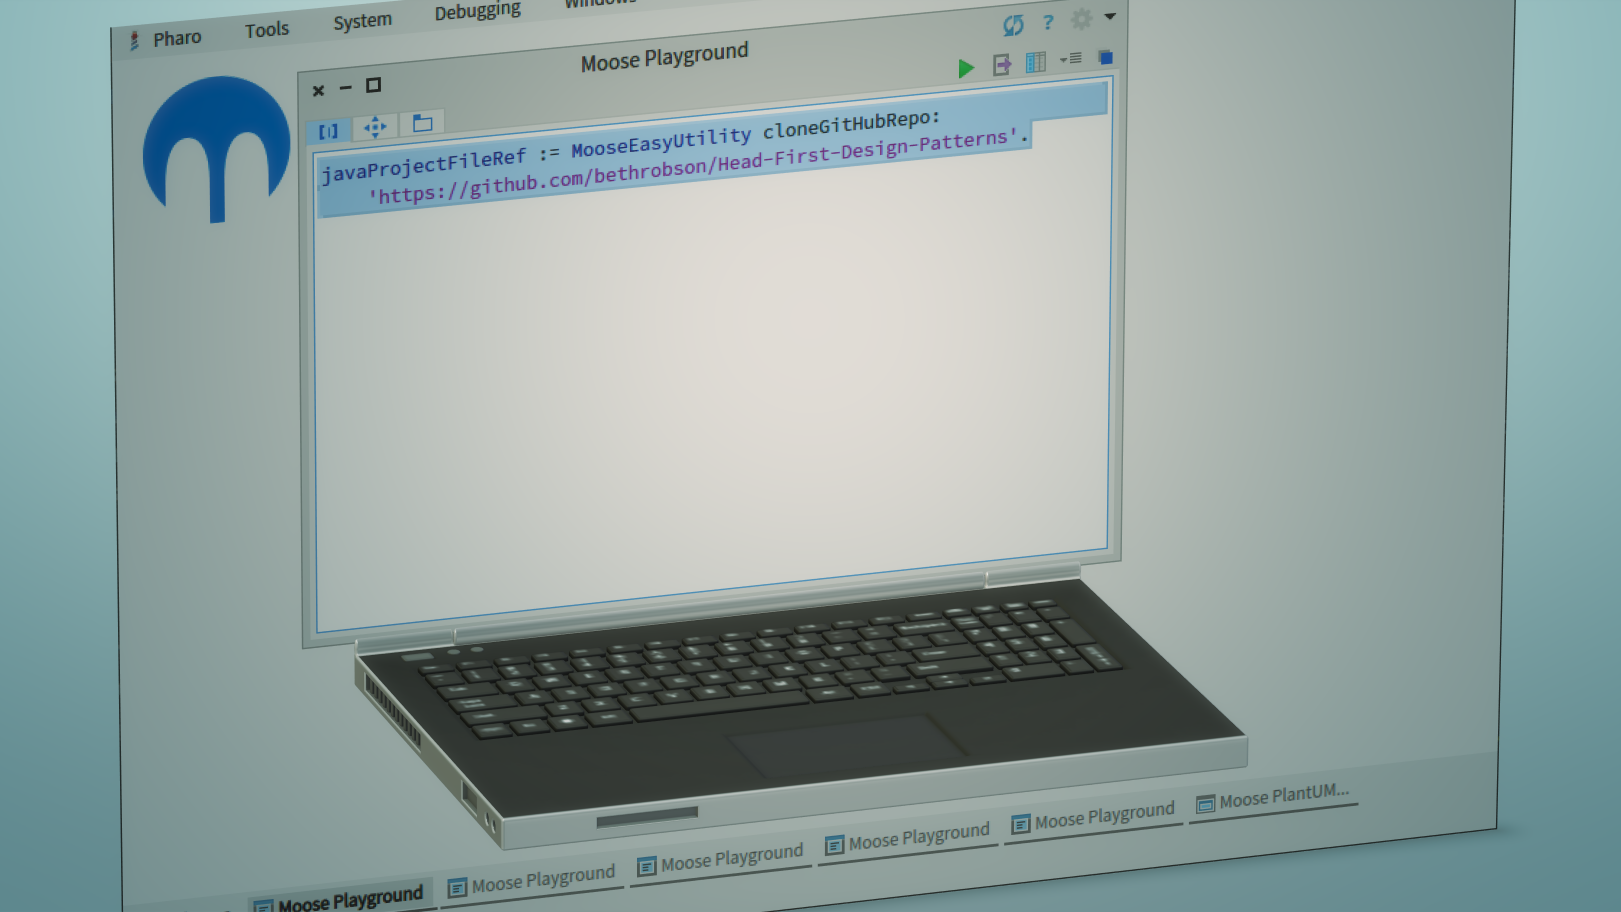 Pharo Tools System Debugging Windows
Moose Playground
javaProjectFileRef := MooseEasyUtility cloneGitHubRepo:
'https://github.com/bethrobson/Head-First-Design-Patterns'.
Moose Playground
Moose Playground
Moose Playground
Moose Playground
Moose Playground
Moose PlantUM...